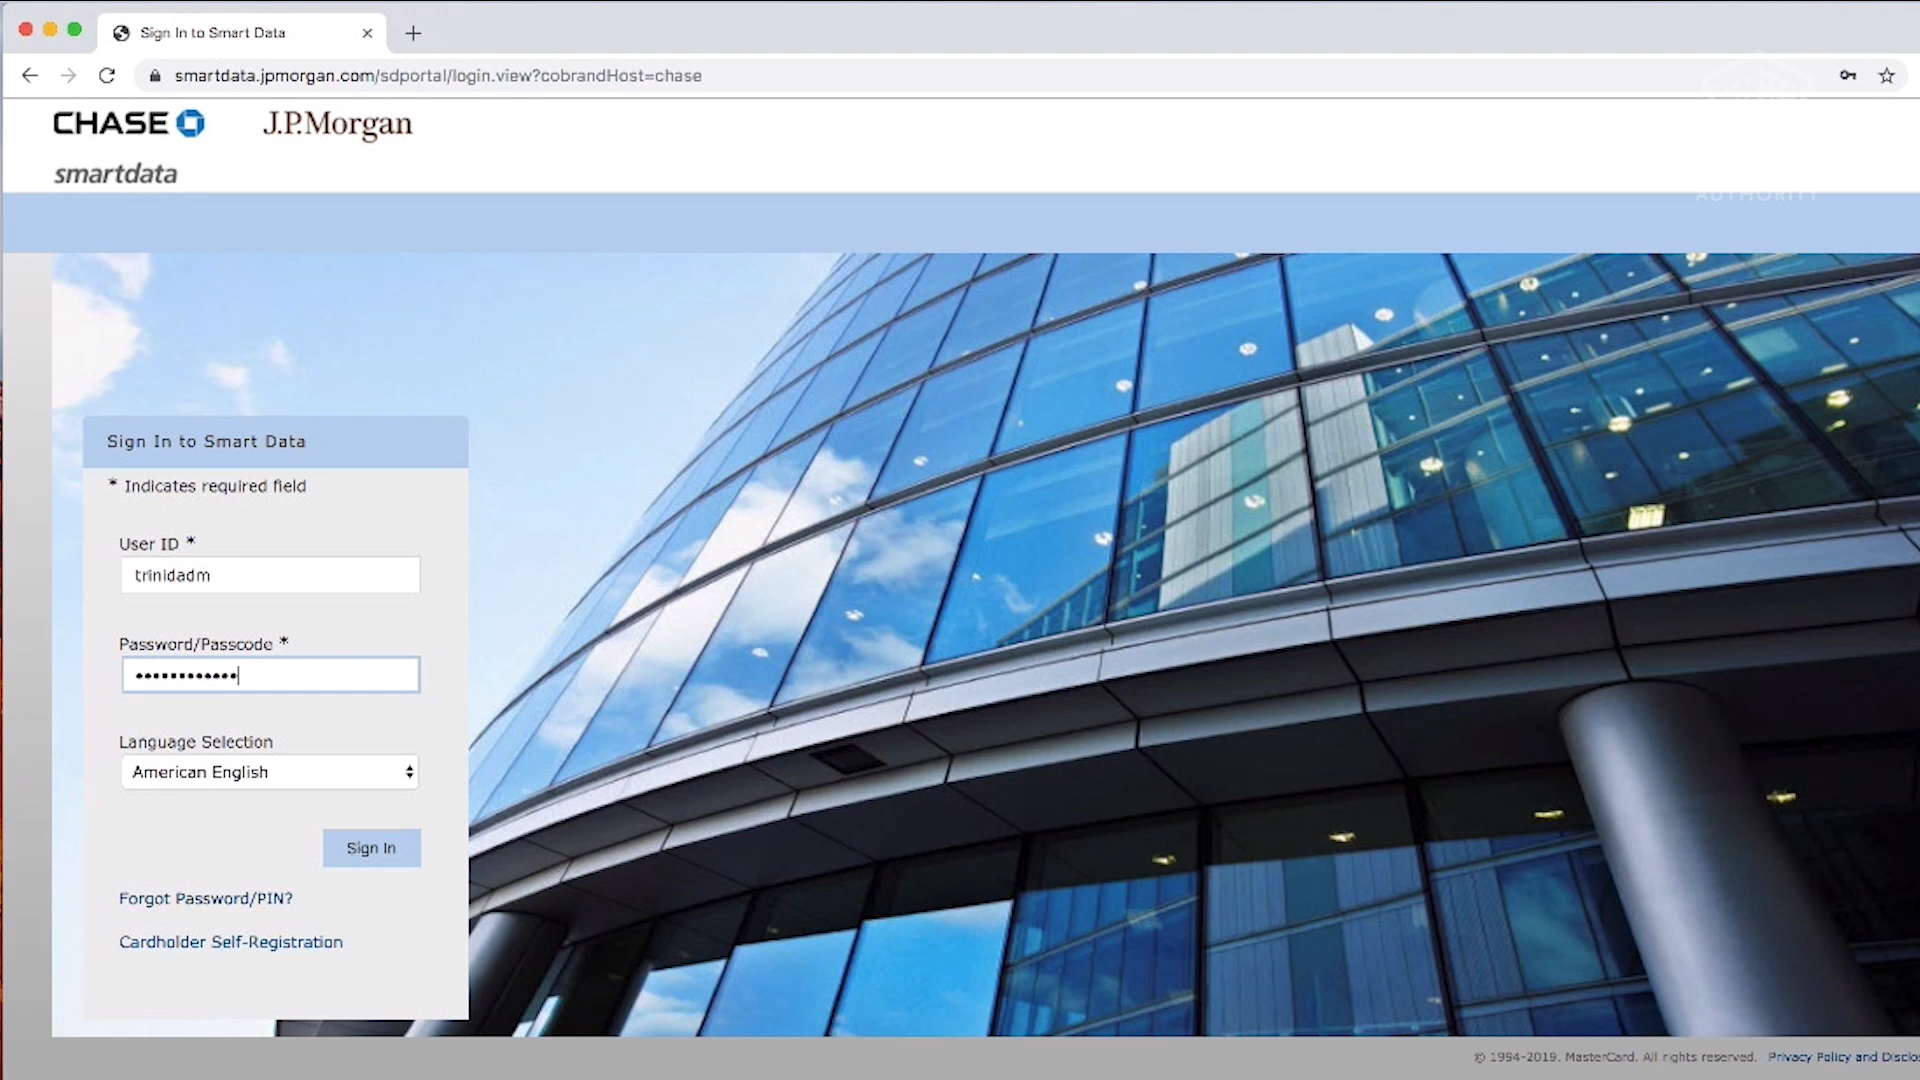 Sign In to Smart Data
smartdata.jpmorgan.com/sdportal/login.view?cobrandHost=chase
CHASE J.P.Morgan
smartdata
AUTHORITY
Sign In to Smart Data
* Indicates required field
User ID *
trinidadm
Password/Passcode *
••••••••••••
Language Selection
American English
Sign In
Forgot Password/PIN?
Cardholder Self-Registration
© 1994-2019. MasterCard. All rights reserved. Privacy Policy and Disclo